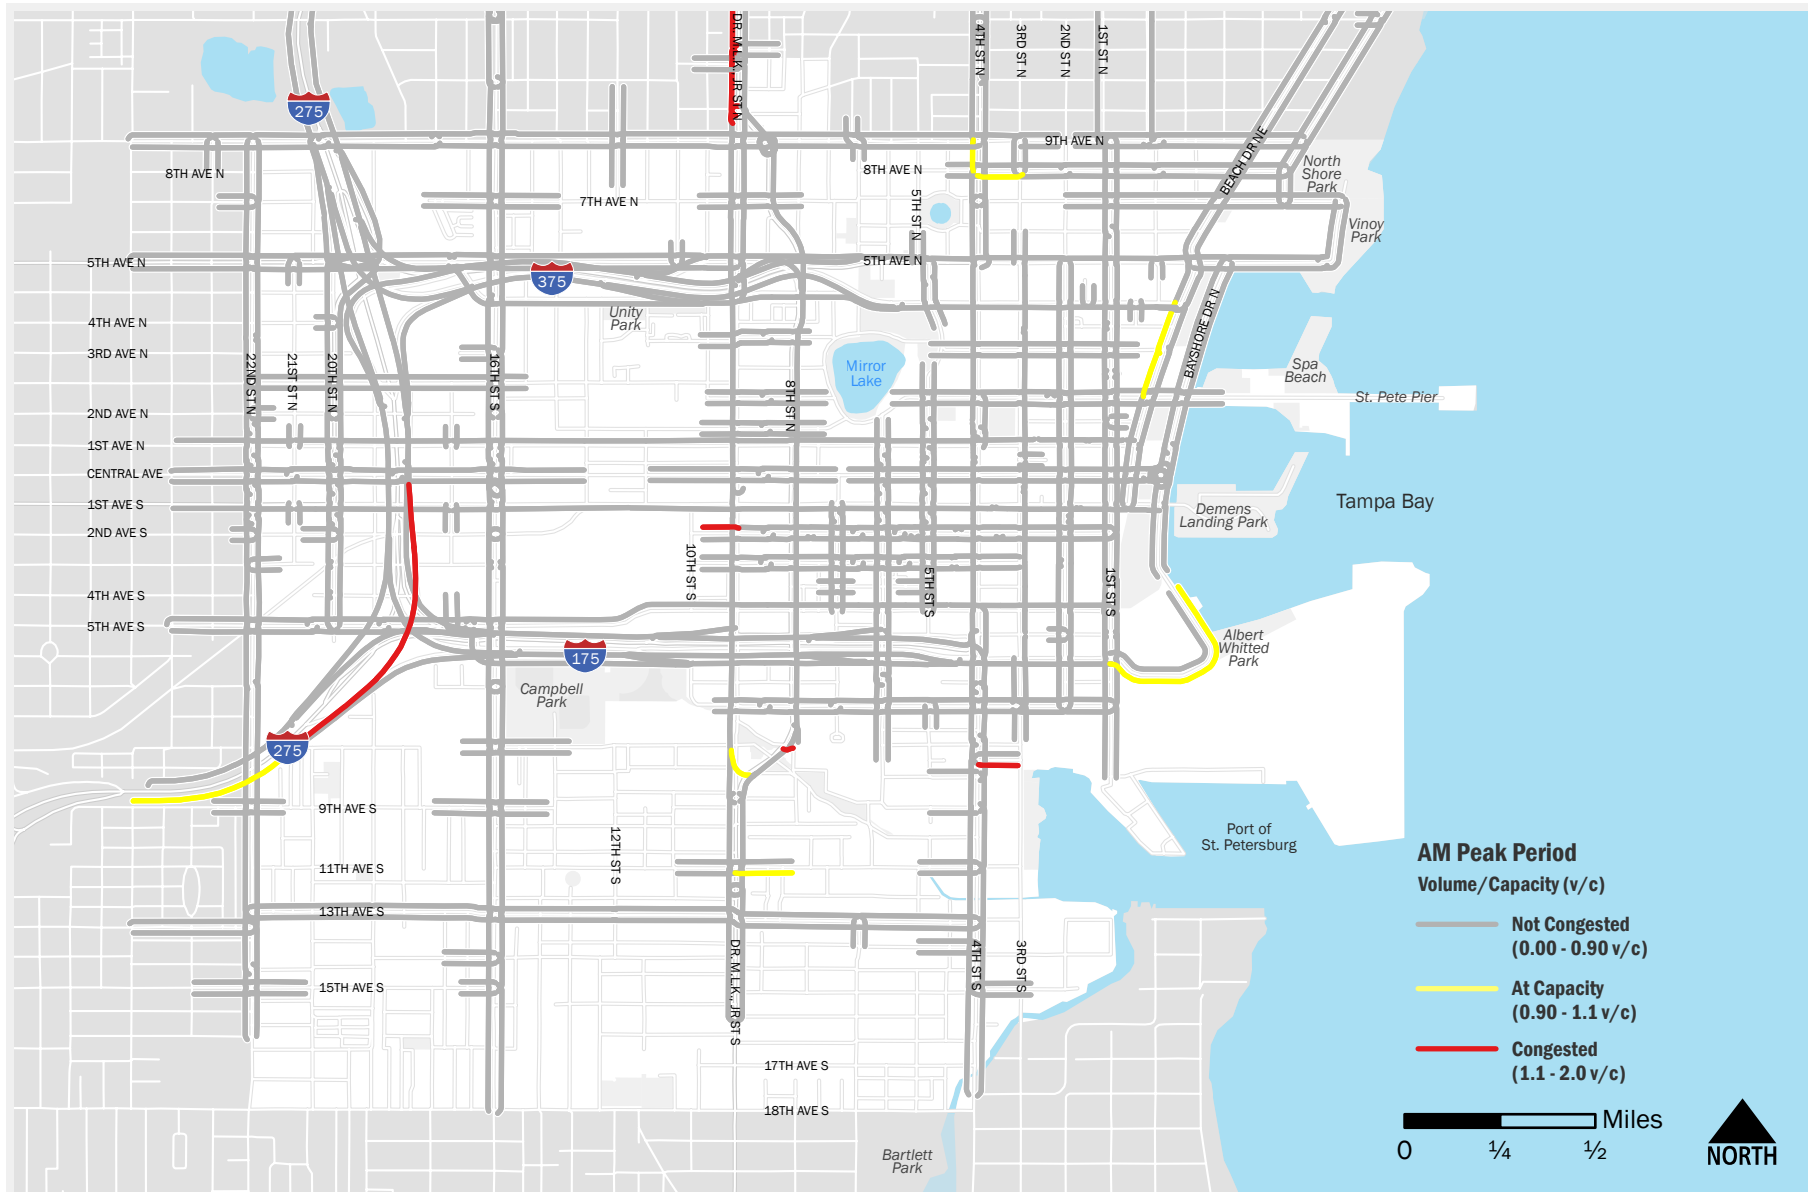 DR. M.L.K., JR ST N
4TH ST N
3RD ST N
2ND ST N
1ST ST N
275
9TH AVE N
BEACH DR NE
8TH AVE N
8TH AVE N
North
Shore
Park
7TH AVE N
5TH ST N
Vinoy
Park
5TH AVE N
5TH AVE N
375
4TH AVE N
Unity
Park
BAYSHORE DR N
3RD AVE N
22ND ST N
21ST ST N
20TH ST N
16TH ST S
Mirror
Lake
8TH ST N
Spa
Beach
St. Pete Pier
2ND AVE N
1ST AVE N
CENTRAL AVE
1ST AVE S
2ND AVE S
Demens
Landing Park
Tampa Bay
10TH ST S
5TH ST S
1ST ST S
4TH AVE S
5TH AVE S
175
Albert
Whitted
Park
Campbell
Park
275
9TH AVE S
12TH ST S
Port of
St. Petersburg
11TH AVE S
13TH AVE S
DR. M.L.K., JR ST S
4TH ST S
3RD ST S
15TH AVE S
17TH AVE S
18TH AVE S
Bartlett
Park
AM Peak Period
Volume/Capacity (v/c)
Not Congested
(0.00 - 0.90 v/c)
At Capacity
(0.90 - 1.1 v/c)
Congested
(1.1 - 2.0 v/c)
Miles
0 ¼ ½
NORTH